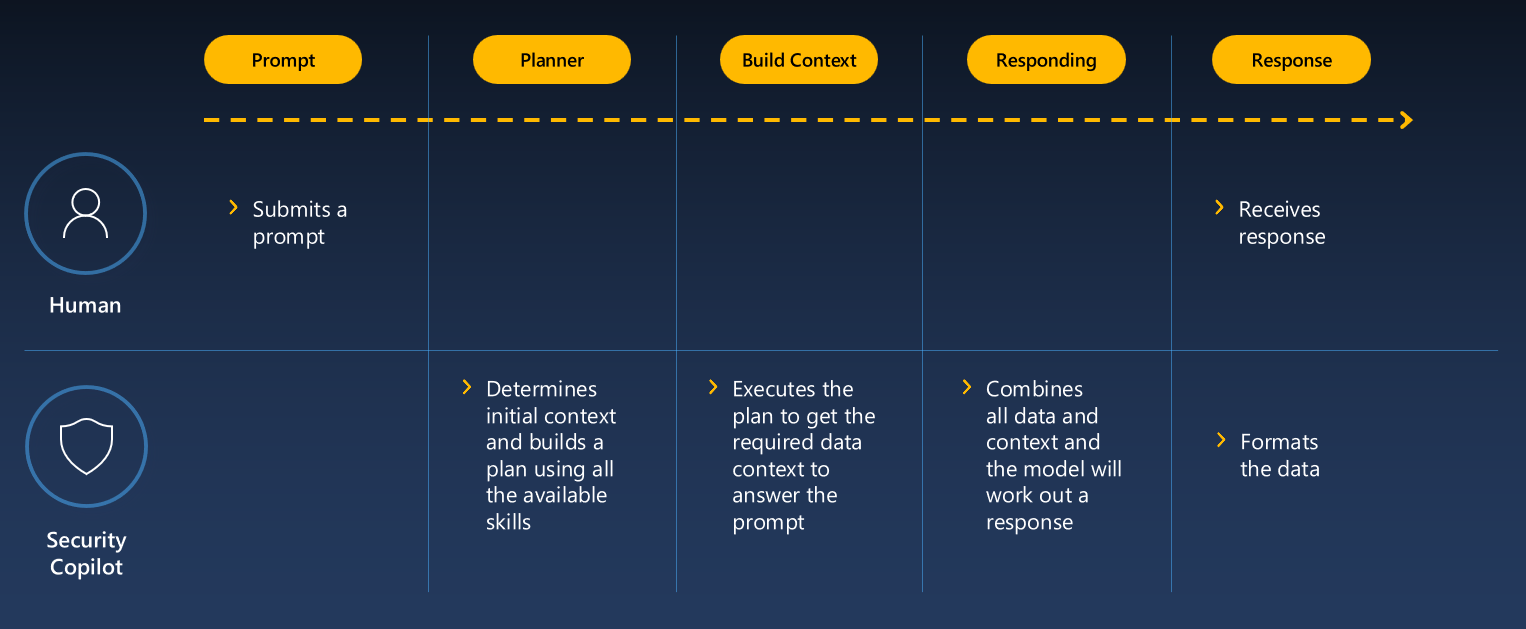 Prompt
Planner
Build Context
Responding
Response
Human
Submits a
prompt
Receives
response
Security
Copilot
Determines
initial context
and builds a
plan using all
the available
skills
Executes the
plan to get the
required data
context to
answer the
prompt
Combines
all data and
context and
the model will
work out a
response
Formats
the data